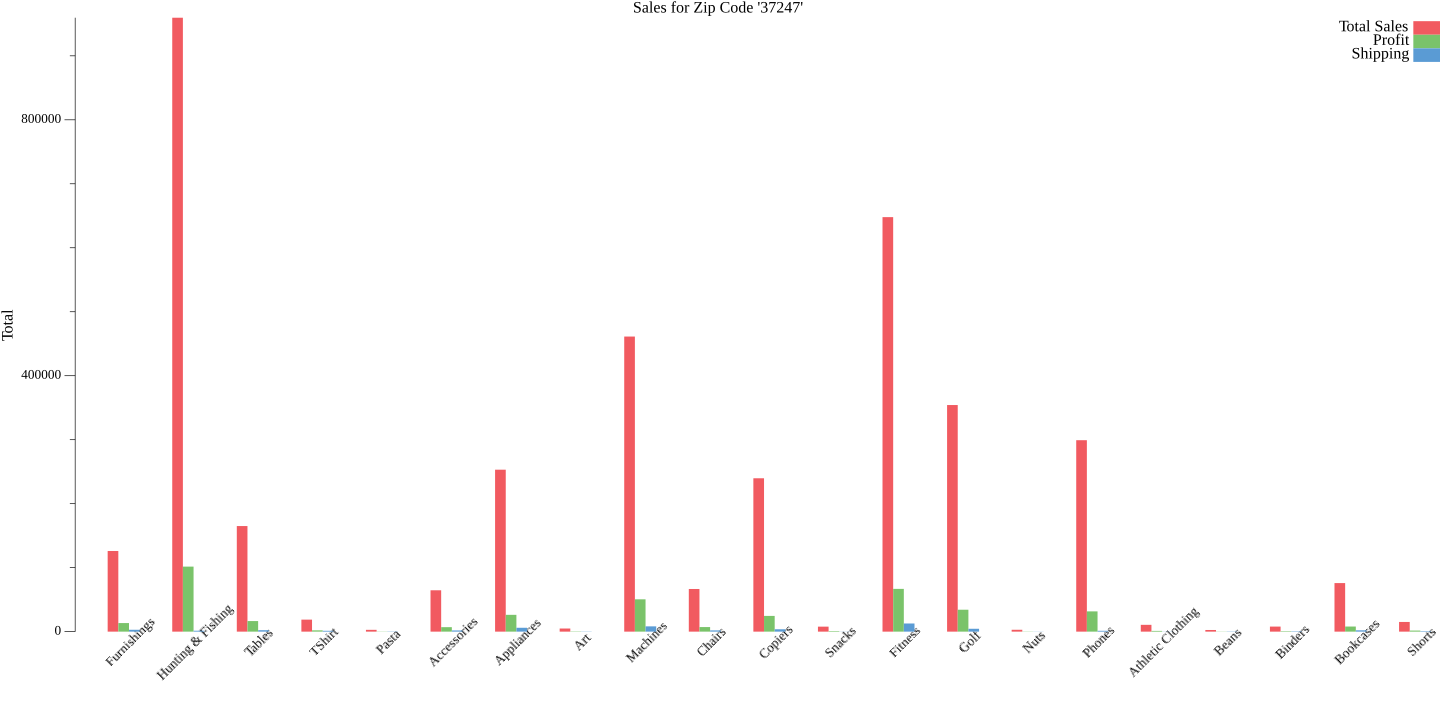 Sales for Zip Code '37247'
Total Sales
Profit
Shipping
Total
800000
400000
0
Furnishings
Hunting & Fishing
Tables
TShirt
Pasta
Accessories
Appliances
Art
Machines
Chairs
Copiers
Snacks
Fitness
Golf
Nuts
Phones
Athletic Clothing
Beans
Binders
Bookcases
Shorts